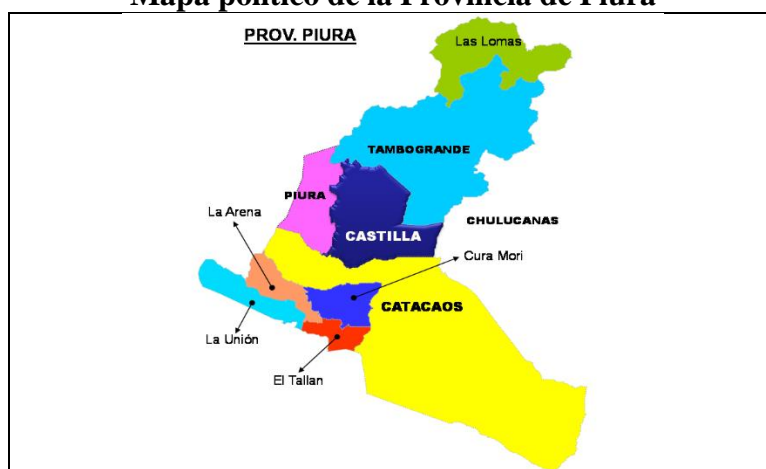 Mapa político de la Provincia de Piura
PROV. PIURA
Las Lomas
TAMBOGRANDE
PIURA
La Arena
CHULUCANAS
CASTILLA
Cura Mori
CATACAOS
La Unión
El Tallan